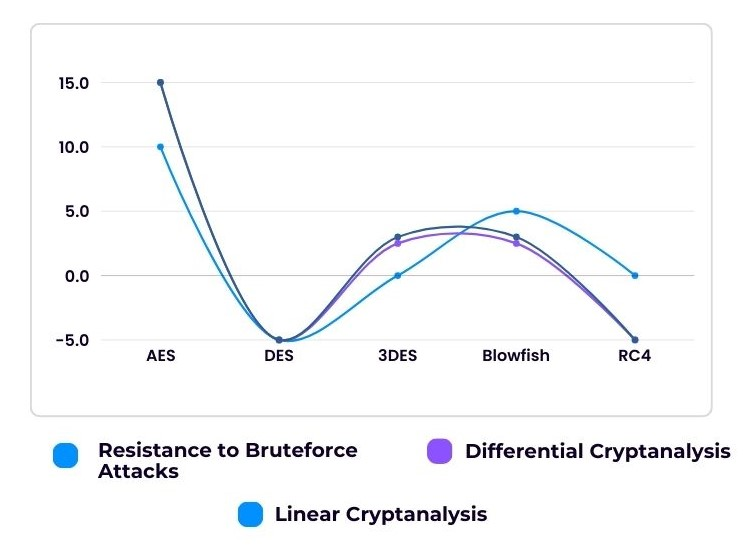 15.0
10.0
5.0
0.0
−5.0
AES DES 3DES Blowfish RC4
Resistance to Bruteforce
Attacks
Differential Cryptanalysis
Linear Cryptanalysis